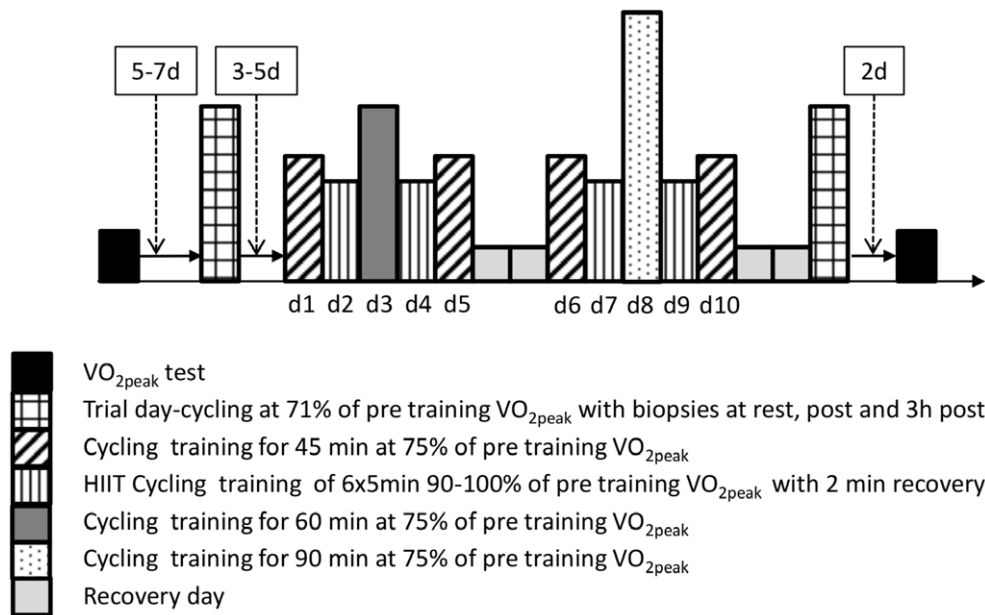 5-7d 3-5d 2d
d1 d2 d3 d4 d5 d6 d7 d8 d9 d10
VO2peak test
Trial day-cycling at 71% of pre training VO2peak with biopsies at rest, post and 3h post
Cycling training for 45 min at 75% of pre training VO2peak
HIIT Cycling training of 6x5min 90-100% of pre training VO2peak with 2 min recovery
Cycling training for 60 min at 75% of pre training VO2peak
Cycling training for 90 min at 75% of pre training VO2peak
Recovery day